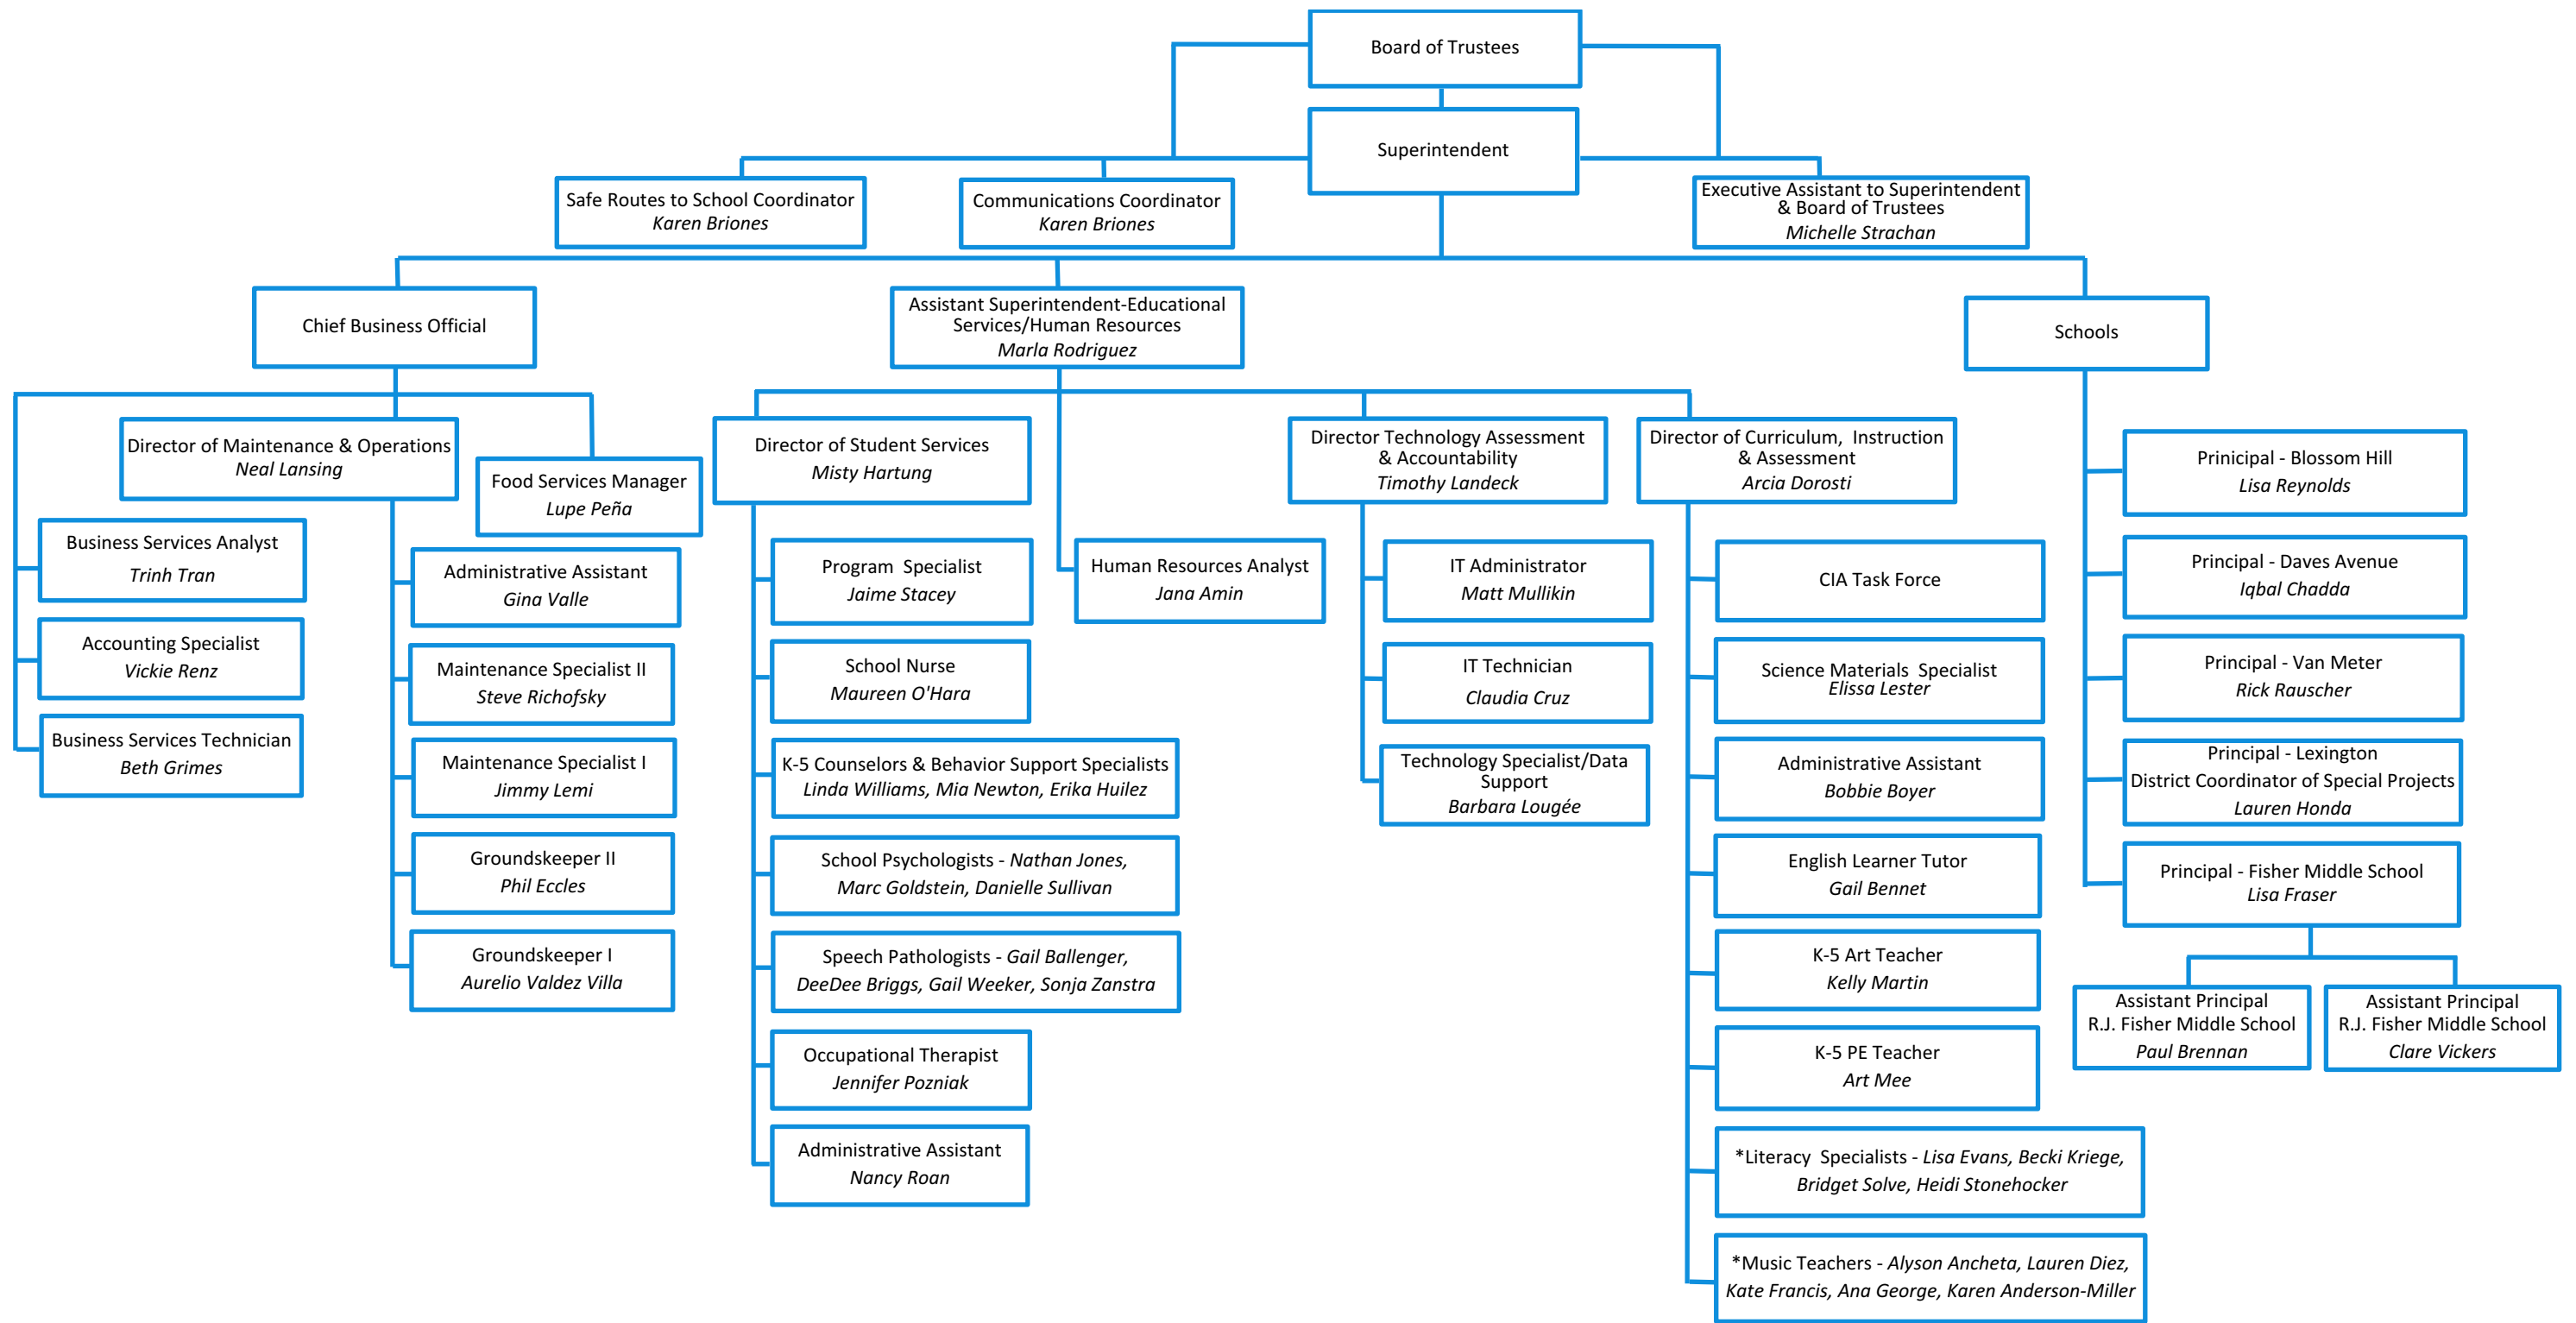 Board of Trustees
Superintendent
Safe Routes to School Coordinator
Karen Briones
Communications Coordinator
Karen Briones
Executive Assistant to Superintendent
& Board of Trustees
Michelle Strachan
Chief Business Official
Assistant Superintendent-Educational
Services/Human Resources
Marla Rodriguez
Schools
Director of Maintenance & Operations
Neal Lansing
Food Services Manager
Lupe Peña
Business Services Analyst
Trinh Tran
Accounting Specialist
Vickie Renz
Business Services Technician
Beth Grimes
Administrative Assistant
Gina Valle
Maintenance Specialist II
Steve Richofsky
Maintenance Specialist I
Jimmy Lemi
Groundskeeper II
Phil Eccles
Groundskeeper I
Aurelio Valdez Villa
Director of Student Services
Misty Hartung
Program  Specialist
Jaime Stacey
School Nurse
Maureen O'Hara
K-5 Counselors & Behavior Support Specialists
Linda Williams, Mia Newton, Erika Huilez
School Psychologists - Nathan Jones,
Marc Goldstein, Danielle Sullivan
Speech Pathologists - Gail Ballenger,
DeeDee Briggs, Gail Weeker, Sonja Zanstra
Occupational Therapist
Jennifer Pozniak
Administrative Assistant
Nancy Roan
Human Resources Analyst
Jana Amin
Director Technology Assessment
& Accountability
Timothy Landeck
IT Administrator
Matt Mullikin
IT Technician
Claudia Cruz
Technology Specialist/Data
Support
Barbara Lougée
Director of Curriculum,  Instruction
& Assessment
Arcia Dorosti
CIA Task Force
Science Materials  Specialist
Elissa Lester
Administrative Assistant
Bobbie Boyer
English Learner Tutor
Gail Bennet
K-5 Art Teacher
Kelly Martin
K-5 PE Teacher
Art Mee
*Literacy  Specialists - Lisa Evans, Becki Kriege,
Bridget Solve, Heidi Stonehocker
*Music Teachers - Alyson Ancheta, Lauren Diez,
Kate Francis, Ana George, Karen Anderson-Miller
Prinicipal - Blossom Hill
Lisa Reynolds
Principal - Daves Avenue
Iqbal Chadda
Principal - Van Meter
Rick Rauscher
Principal - Lexington
District Coordinator of Special Projects
Lauren Honda
Principal - Fisher Middle School
Lisa Fraser
Assistant Principal
R.J. Fisher Middle School
Paul Brennan
Assistant Principal
R.J. Fisher Middle School
Clare Vickers